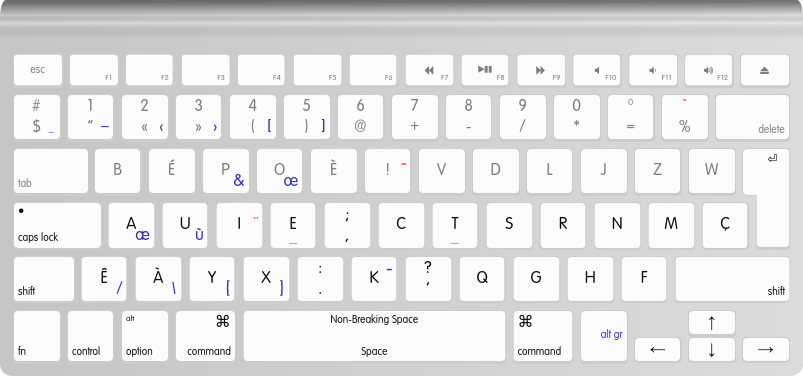 esc F1 F2 F3 F4 F5 F6 F7 F8 F9 F10 F11 F12
# 1 2 3 4 5 6 7 8 9 0 ° `
$ _ " – « ‹ » › ( [ ) ] @ + - / * = % delete
tab B É P & O œ È ! ˆ V D L J Z W
caps lock A æ U ù I ¨ E _ ; , C T _ S R N M Ç
shift Ê / À \ Y { X } : . K - ? ' Q G H F shift
fn control alt option ⌘ command Non-Breaking Space ⌘ command alt gr ← ↑ ↓ →
Space